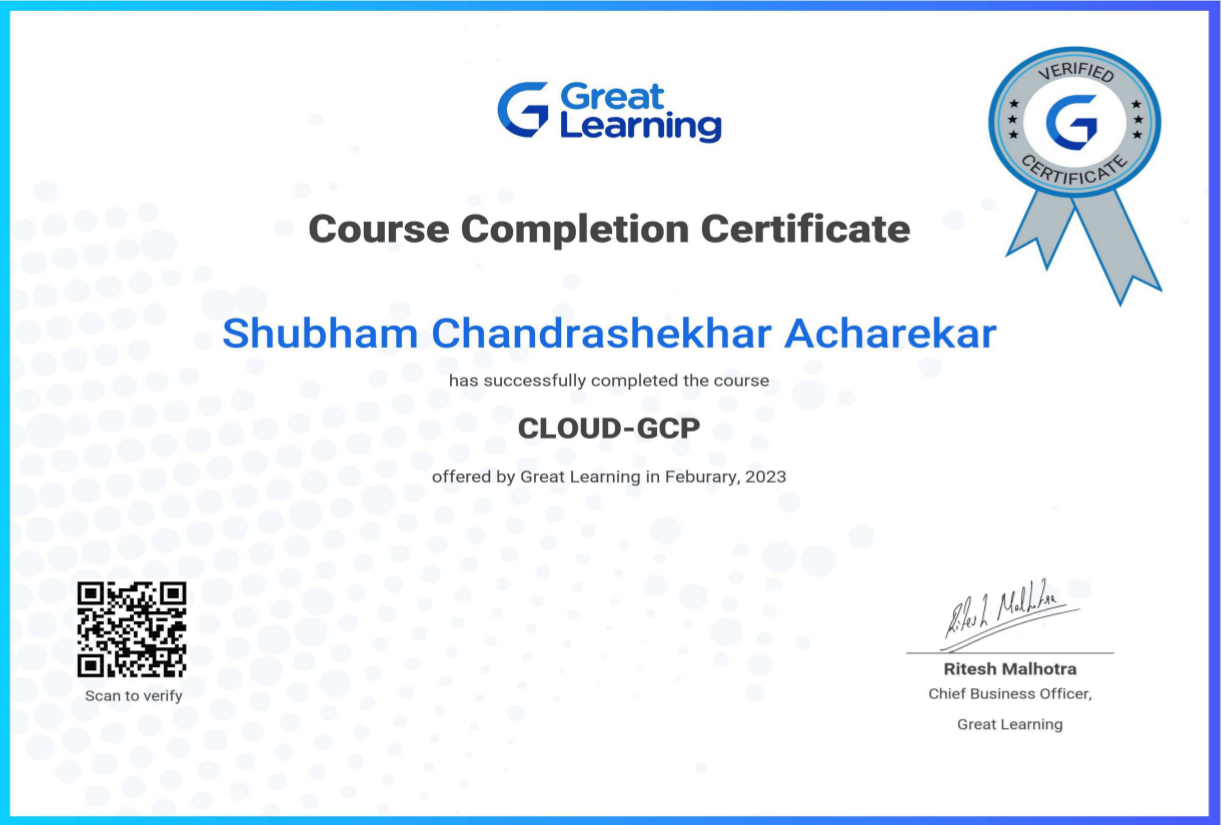 Great
Learning
VERIFIED
G
CERTIFICATE
Course Completion Certificate
Shubham Chandrashekhar Acharekar
has successfully completed the course
CLOUD-GCP
offered by Great Learning in Feburary, 2023
Scan to verify
Ritesh Malhotra
Ritesh Malhotra
Chief Business Officer,
Great Learning